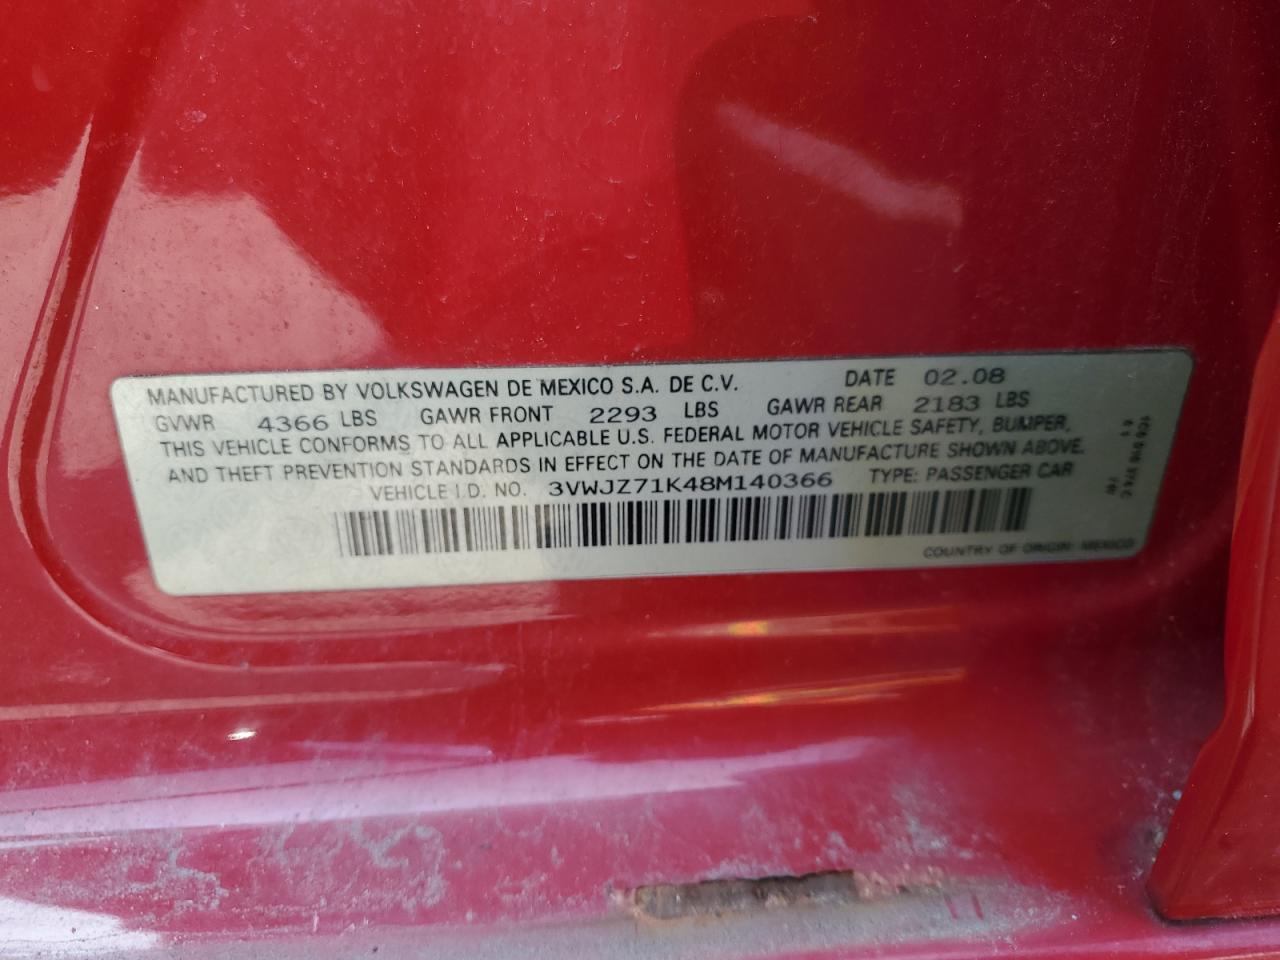 MANUFACTURED BY VOLKSWAGEN DE MEXICO S.A. DE C.V. DATE 02.08
GVWR 4366 LBS GAWR FRONT 2293 LBS GAWR REAR 2183 LBS
THIS VEHICLE CONFORMS TO ALL APPLICABLE U.S. FEDERAL MOTOR VEHICLE SAFETY, BUMPER,
AND THEFT PREVENTION STANDARDS IN EFFECT ON THE DATE OF MANUFACTURE SHOWN ABOVE.
VEHICLE I.D. NO. 3VWJZ71K48M140366 TYPE: PASSENGER CAR
COUNTRY OF ORIGIN: MEXICO